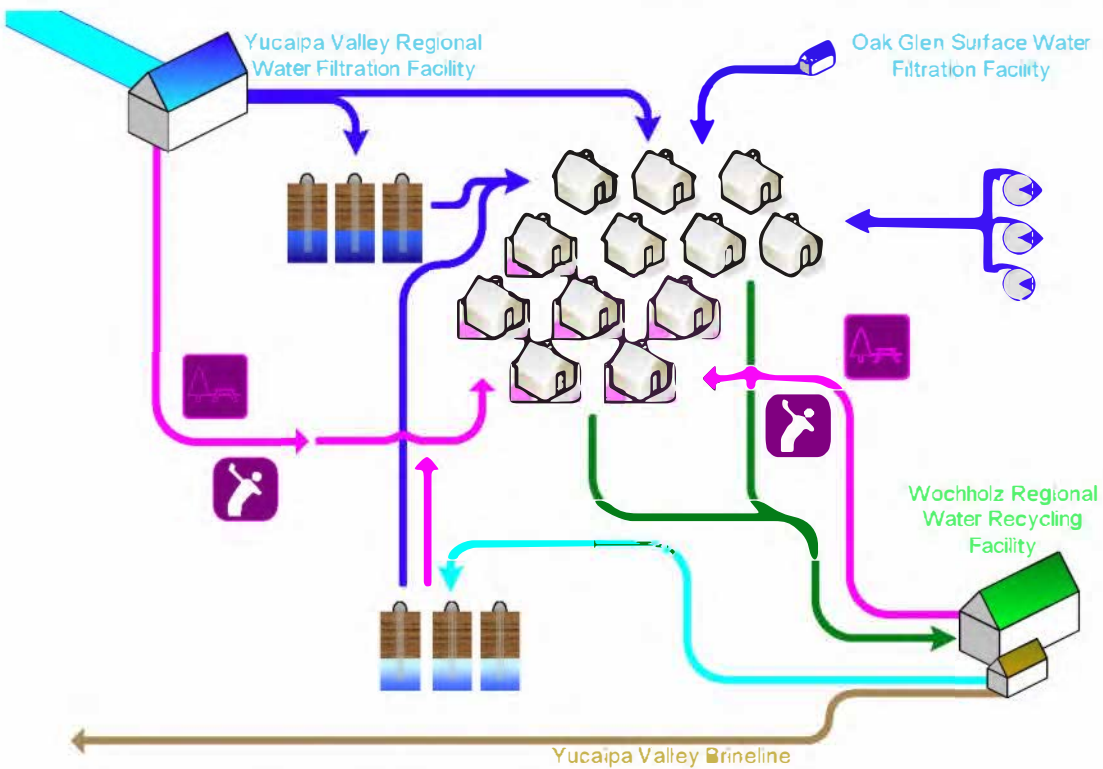 Yucaipa Valley Regional
Water Filtration Facility
Oak Glen Surface Water
Filtration Facility
Wochholz Regional
Water Recycling
Facility
Yucaipa Valley Brineline